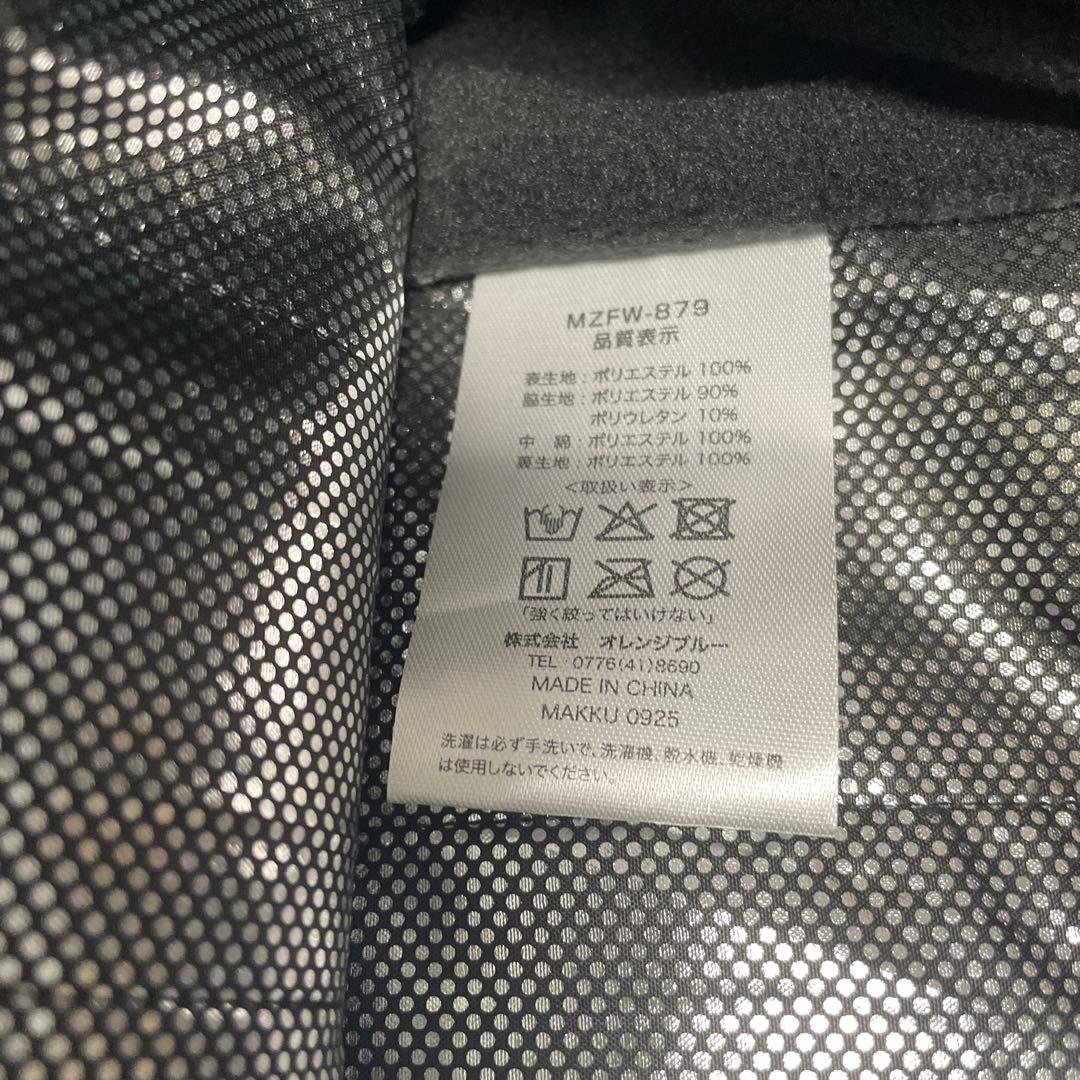 MZFW-879
品質表示
表生地：ポリエステル 100%
脇生地：ポリエステル 90%
ポリウレタン 10%
中　綿：ポリエステル 100%
裏生地：ポリエステル 100%
＜取扱い表示＞
「強く絞ってはいけない」
株式会社　オレンジブルー
TEL：0776(41)8690
MADE IN CHINA
MAKKU 0925
洗濯は必ず手洗いで、洗濯機、脱水機、乾燥機
は使用しないでください。